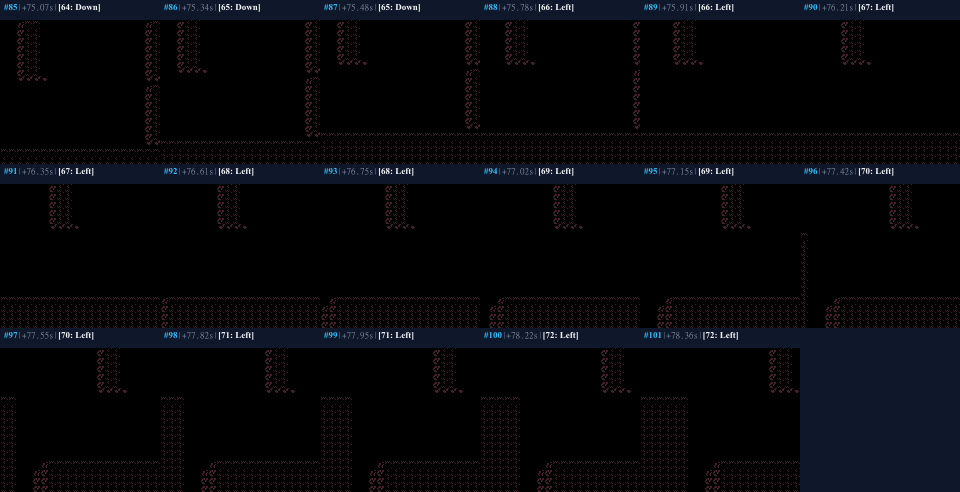 #85 | +75.07s | [64: Down]
#86 | +75.34s | [65: Down]
#87 | +75.48s | [65: Down]
#88 | +75.78s | [66: Left]
#89 | +75.91s | [66: Left]
#90 | +76.21s | [67: Left]
#91 | +76.35s | [67: Left]
#92 | +76.61s | [68: Left]
#93 | +76.75s | [68: Left]
#94 | +77.02s | [69: Left]
#95 | +77.15s | [69: Left]
#96 | +77.42s | [70: Left]
#97 | +77.55s | [70: Left]
#98 | +77.82s | [71: Left]
#99 | +77.95s | [71: Left]
#100 | +78.22s | [72: Left]
#101 | +78.36s | [72: Left]